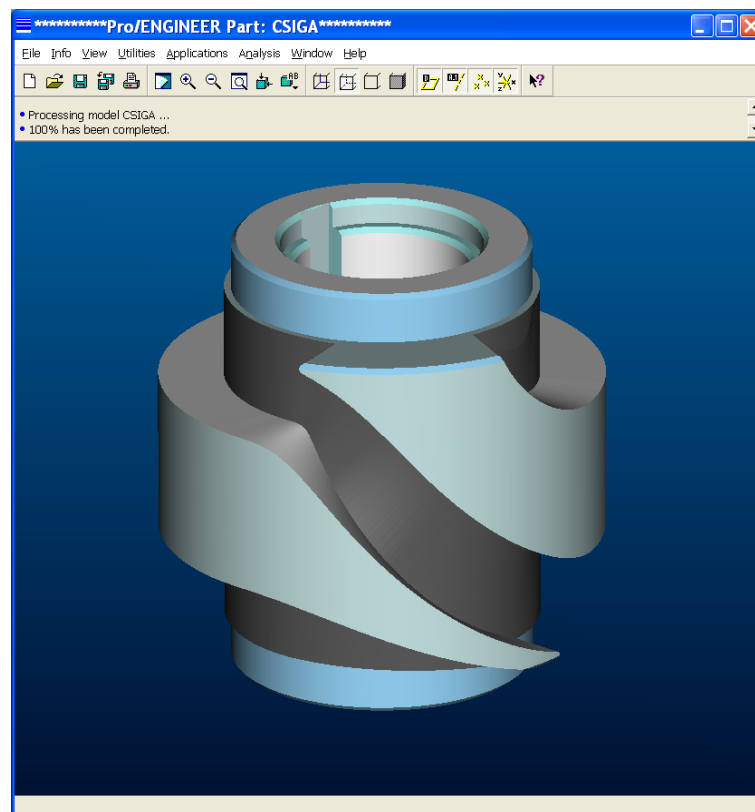 **********Pro/ENGINEER Part: CSIGA**********
File Info View Utilities Applications Analysis Window Help
Processing model CSIGA ...
100% has been completed.